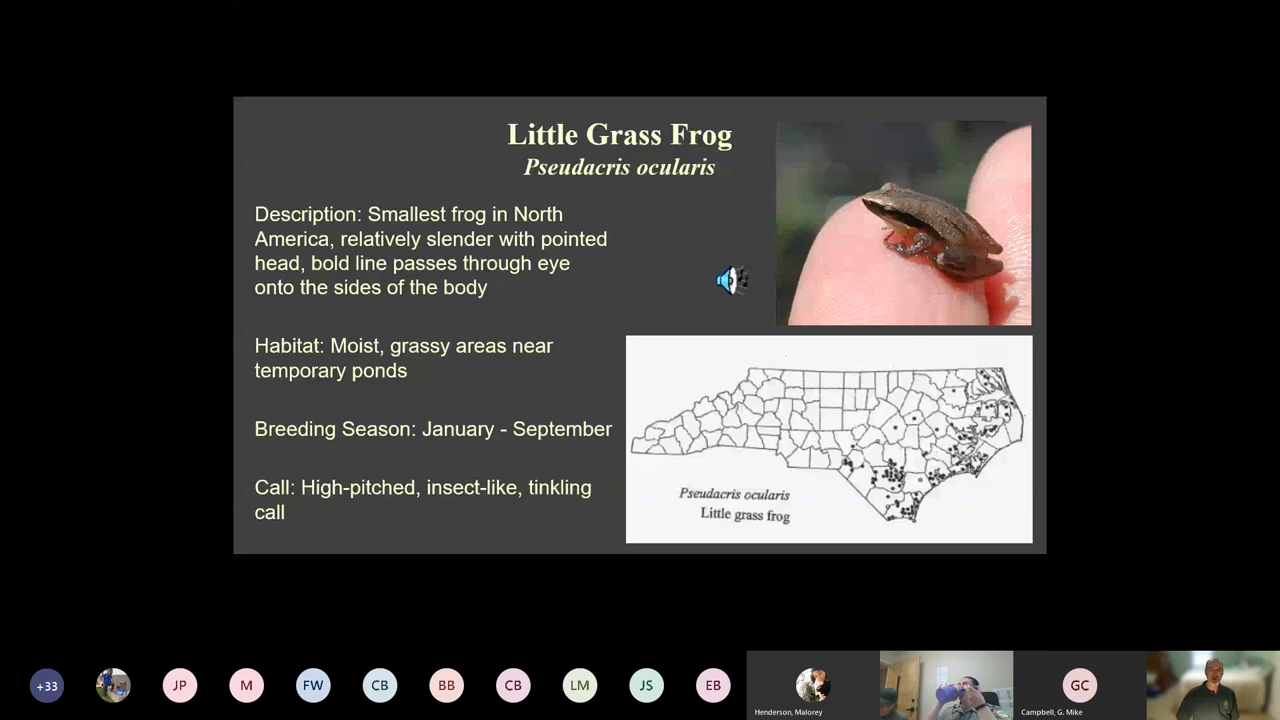 Little Grass Frog
Pseudacris ocularis
Description: Smallest frog in North
America, relatively slender with pointed
head, bold line passes through eye
onto the sides of the body
Habitat: Moist, grassy areas near
temporary ponds
Breeding Season: January - September
Call: High-pitched, insect-like, tinkling
call
Pseudacris ocularis
Little grass frog
+33
JP
M
FW
CB
BB
CB
LM
JS
EB
Henderson, Malorey
GC
Campbell, G. Mike